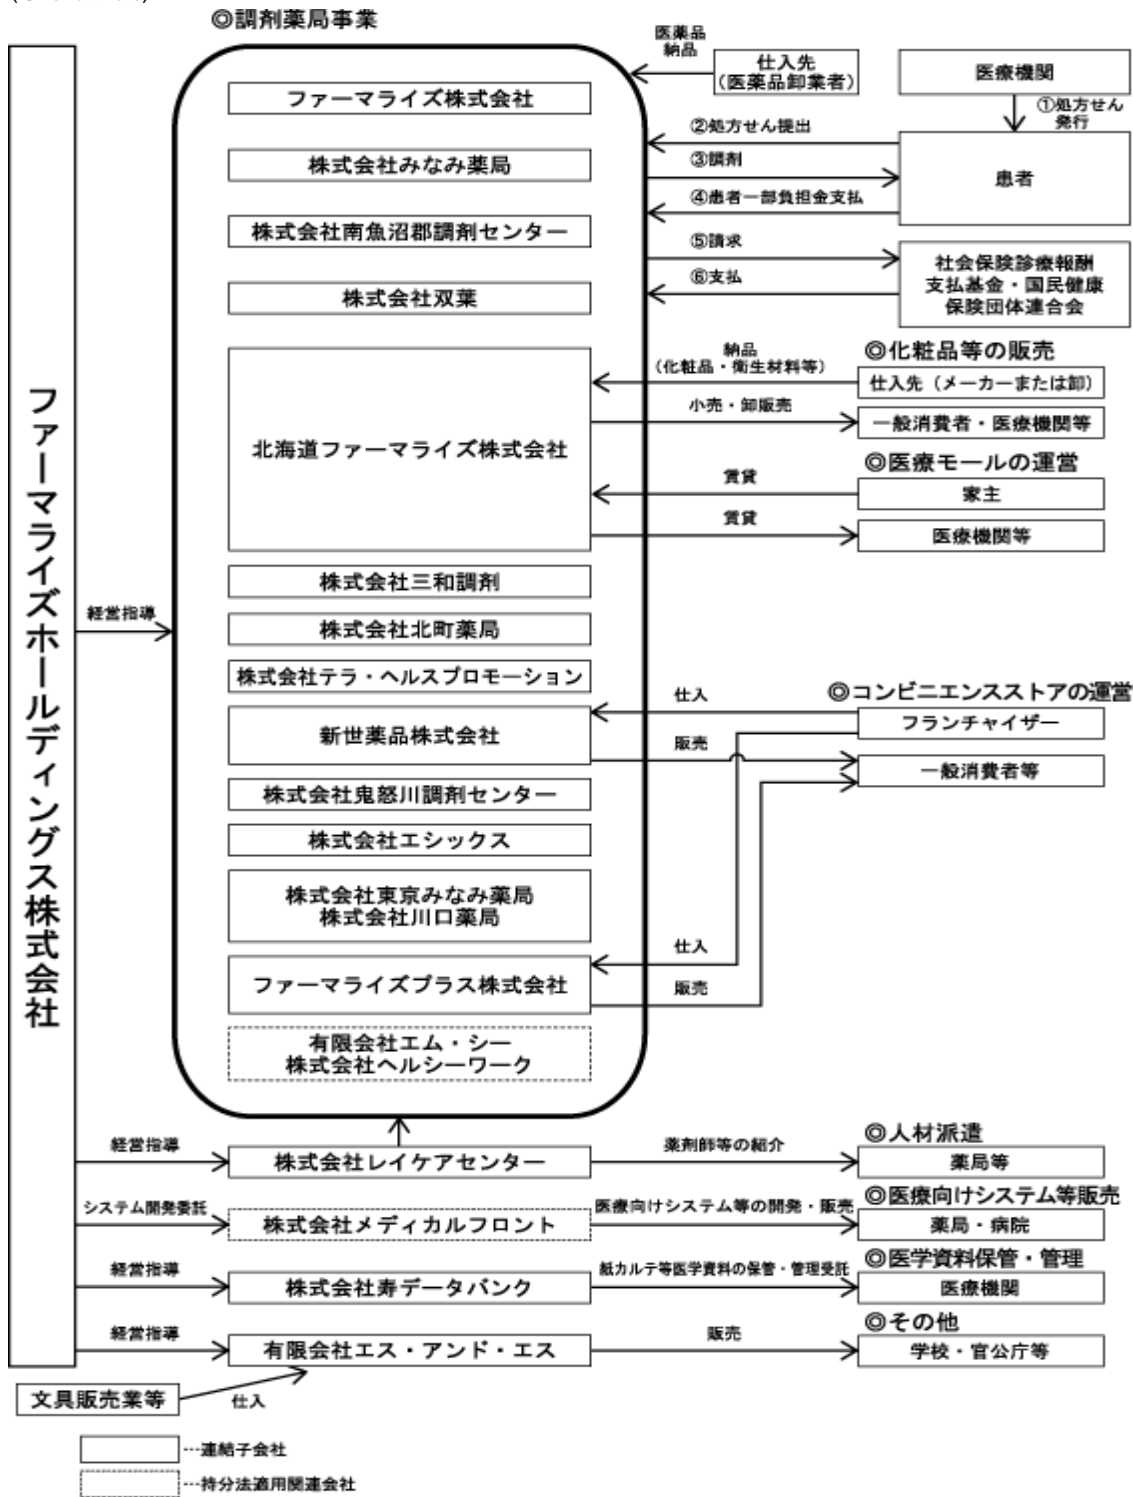 ◎調剤薬局事業
ファーマライズホールディングス株式会社
経営指導
ファーマライズ株式会社
株式会社みなみ薬局
株式会社南魚沼郡調剤センター
株式会社双葉
北海道ファーマライズ株式会社
株式会社三和調剤
株式会社北町薬局
株式会社テラ・ヘルスプロモーション
新世薬品株式会社
株式会社鬼怒川調剤センター
株式会社エシックス
株式会社東京みなみ薬局
株式会社川口薬局
ファーマライズプラス株式会社
有限会社エム・シー
株式会社ヘルシーワーク
医薬品
納品
仕入先
(医薬品卸業者)
医療機関
①処方せん
発行
②処方せん提出
③調剤
④患者一部負担金支払
患者
⑤請求
⑥支払
社会保険診療報酬
支払基金・国民健康
保険団体連合会
◎化粧品等の販売
納品
(化粧品・衛生材料等)
仕入先(メーカーまたは卸)
小売・卸販売
一般消費者・医療機関等
◎医療モールの運営
賃貸
家主
賃貸
医療機関等
◎コンビニエンスストアの運営
仕入
フランチャイザー
販売
一般消費者等
仕入
販売
経営指導
株式会社レイケアセンター
薬剤師等の紹介
◎人材派遣
薬局等
システム開発委託
株式会社メディカルフロント
医療向けシステム等の開発・販売
◎医療向けシステム等販売
薬局・病院
経営指導
株式会社寿データバンク
紙カルテ等医学資料の保管・管理受託
◎医学資料保管・管理
医療機関
経営指導
有限会社エス・アンド・エス
販売
◎その他
学校・官公庁等
文具販売業等
仕入
---連結子会社
---持分法適用関連会社